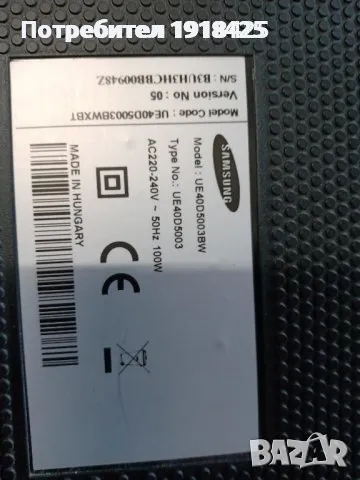 Потребител 1918425
SAMSUNG
Model : UE40D5003BW
Type No.: UE40D5003
AC220-240V ~ 50Hz 100W
CE
MADE IN HUNGARY
Model Code : UE40D5003BWXBT
Version No : 05
S/N : B3UH3HCBB00948Z
BAZAR